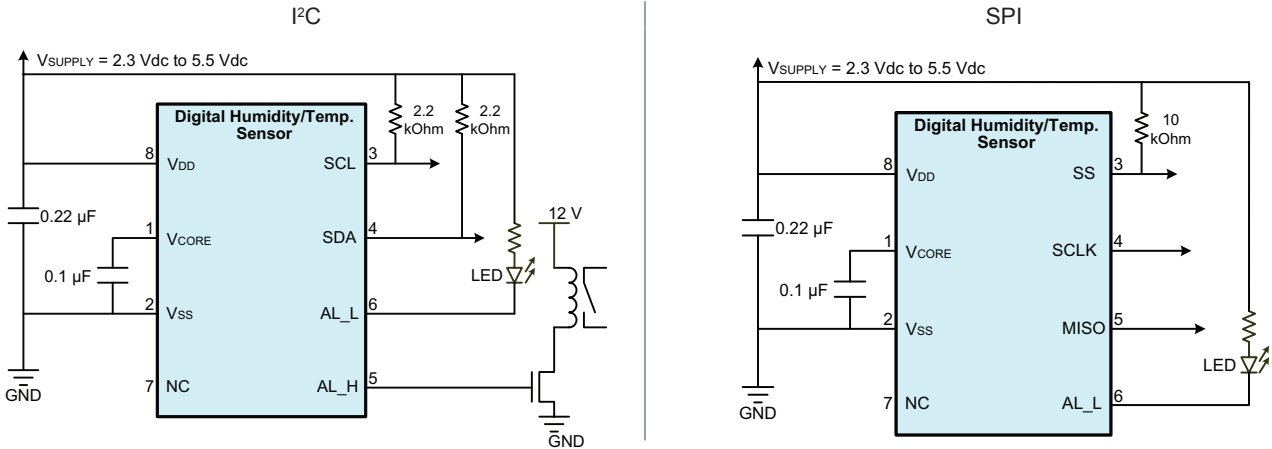 I²C
VSUPPLY = 2.3 Vdc to 5.5 Vdc
Digital Humidity/Temp.
Sensor
2.2
kOhm
2.2
kOhm
8
VDD
SCL
3
0.22 µF
1
VCORE
SDA
4
12 V
0.1 µF
LED
2
VSS
AL_L
6
7
NC
AL_H
5
GND
GND
SPI
VSUPPLY = 2.3 Vdc to 5.5 Vdc
Digital Humidity/Temp.
Sensor
10
kOhm
8
VDD
SS
3
0.22 µF
1
VCORE
SCLK
4
0.1 µF
2
VSS
MISO
5
LED
GND
7
NC
AL_L
6